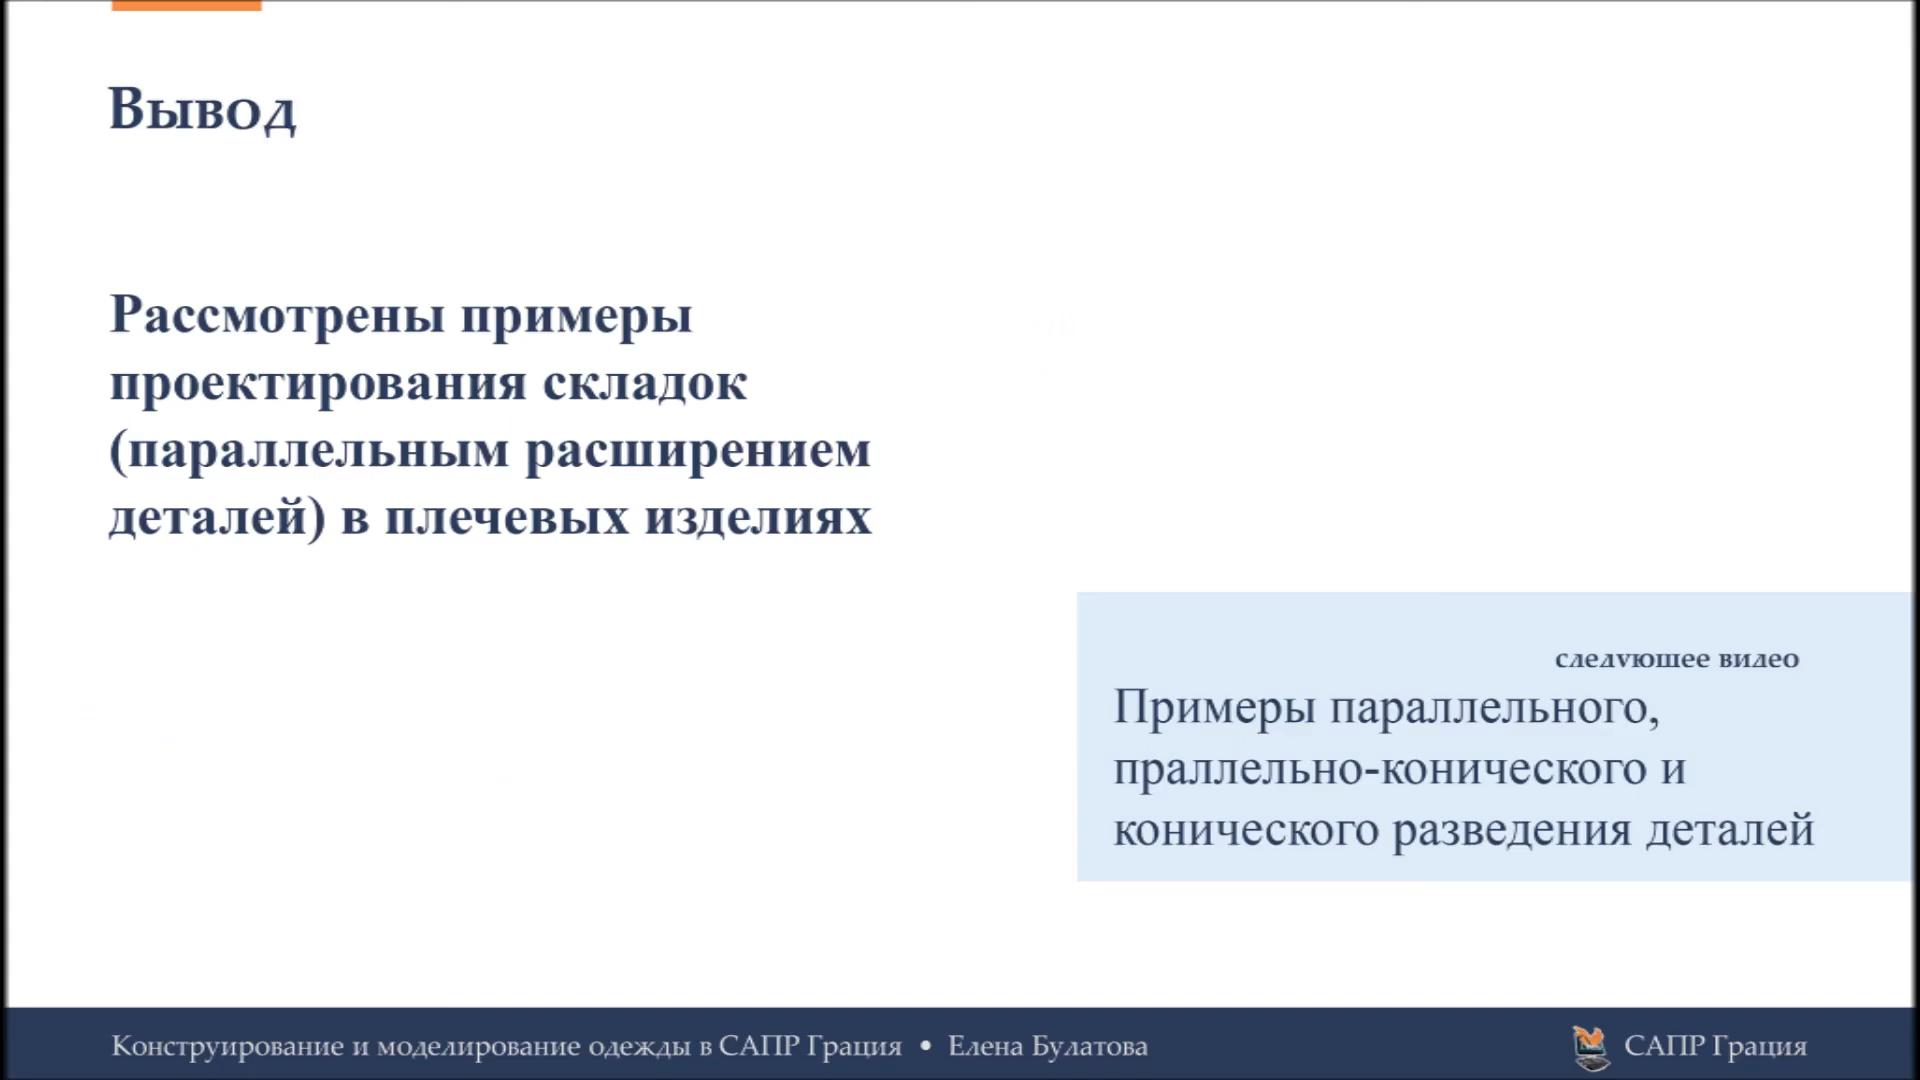 Вывод
Рассмотрены примеры
проектирования складок
(параллельным расширением
деталей) в плечевых изделиях
следующее видео
Примеры параллельного,
праллельно-конического и
конического разведения деталей
Конструирование и моделирование одежды в САПР Грация • Елена Булатова
САПР Грация